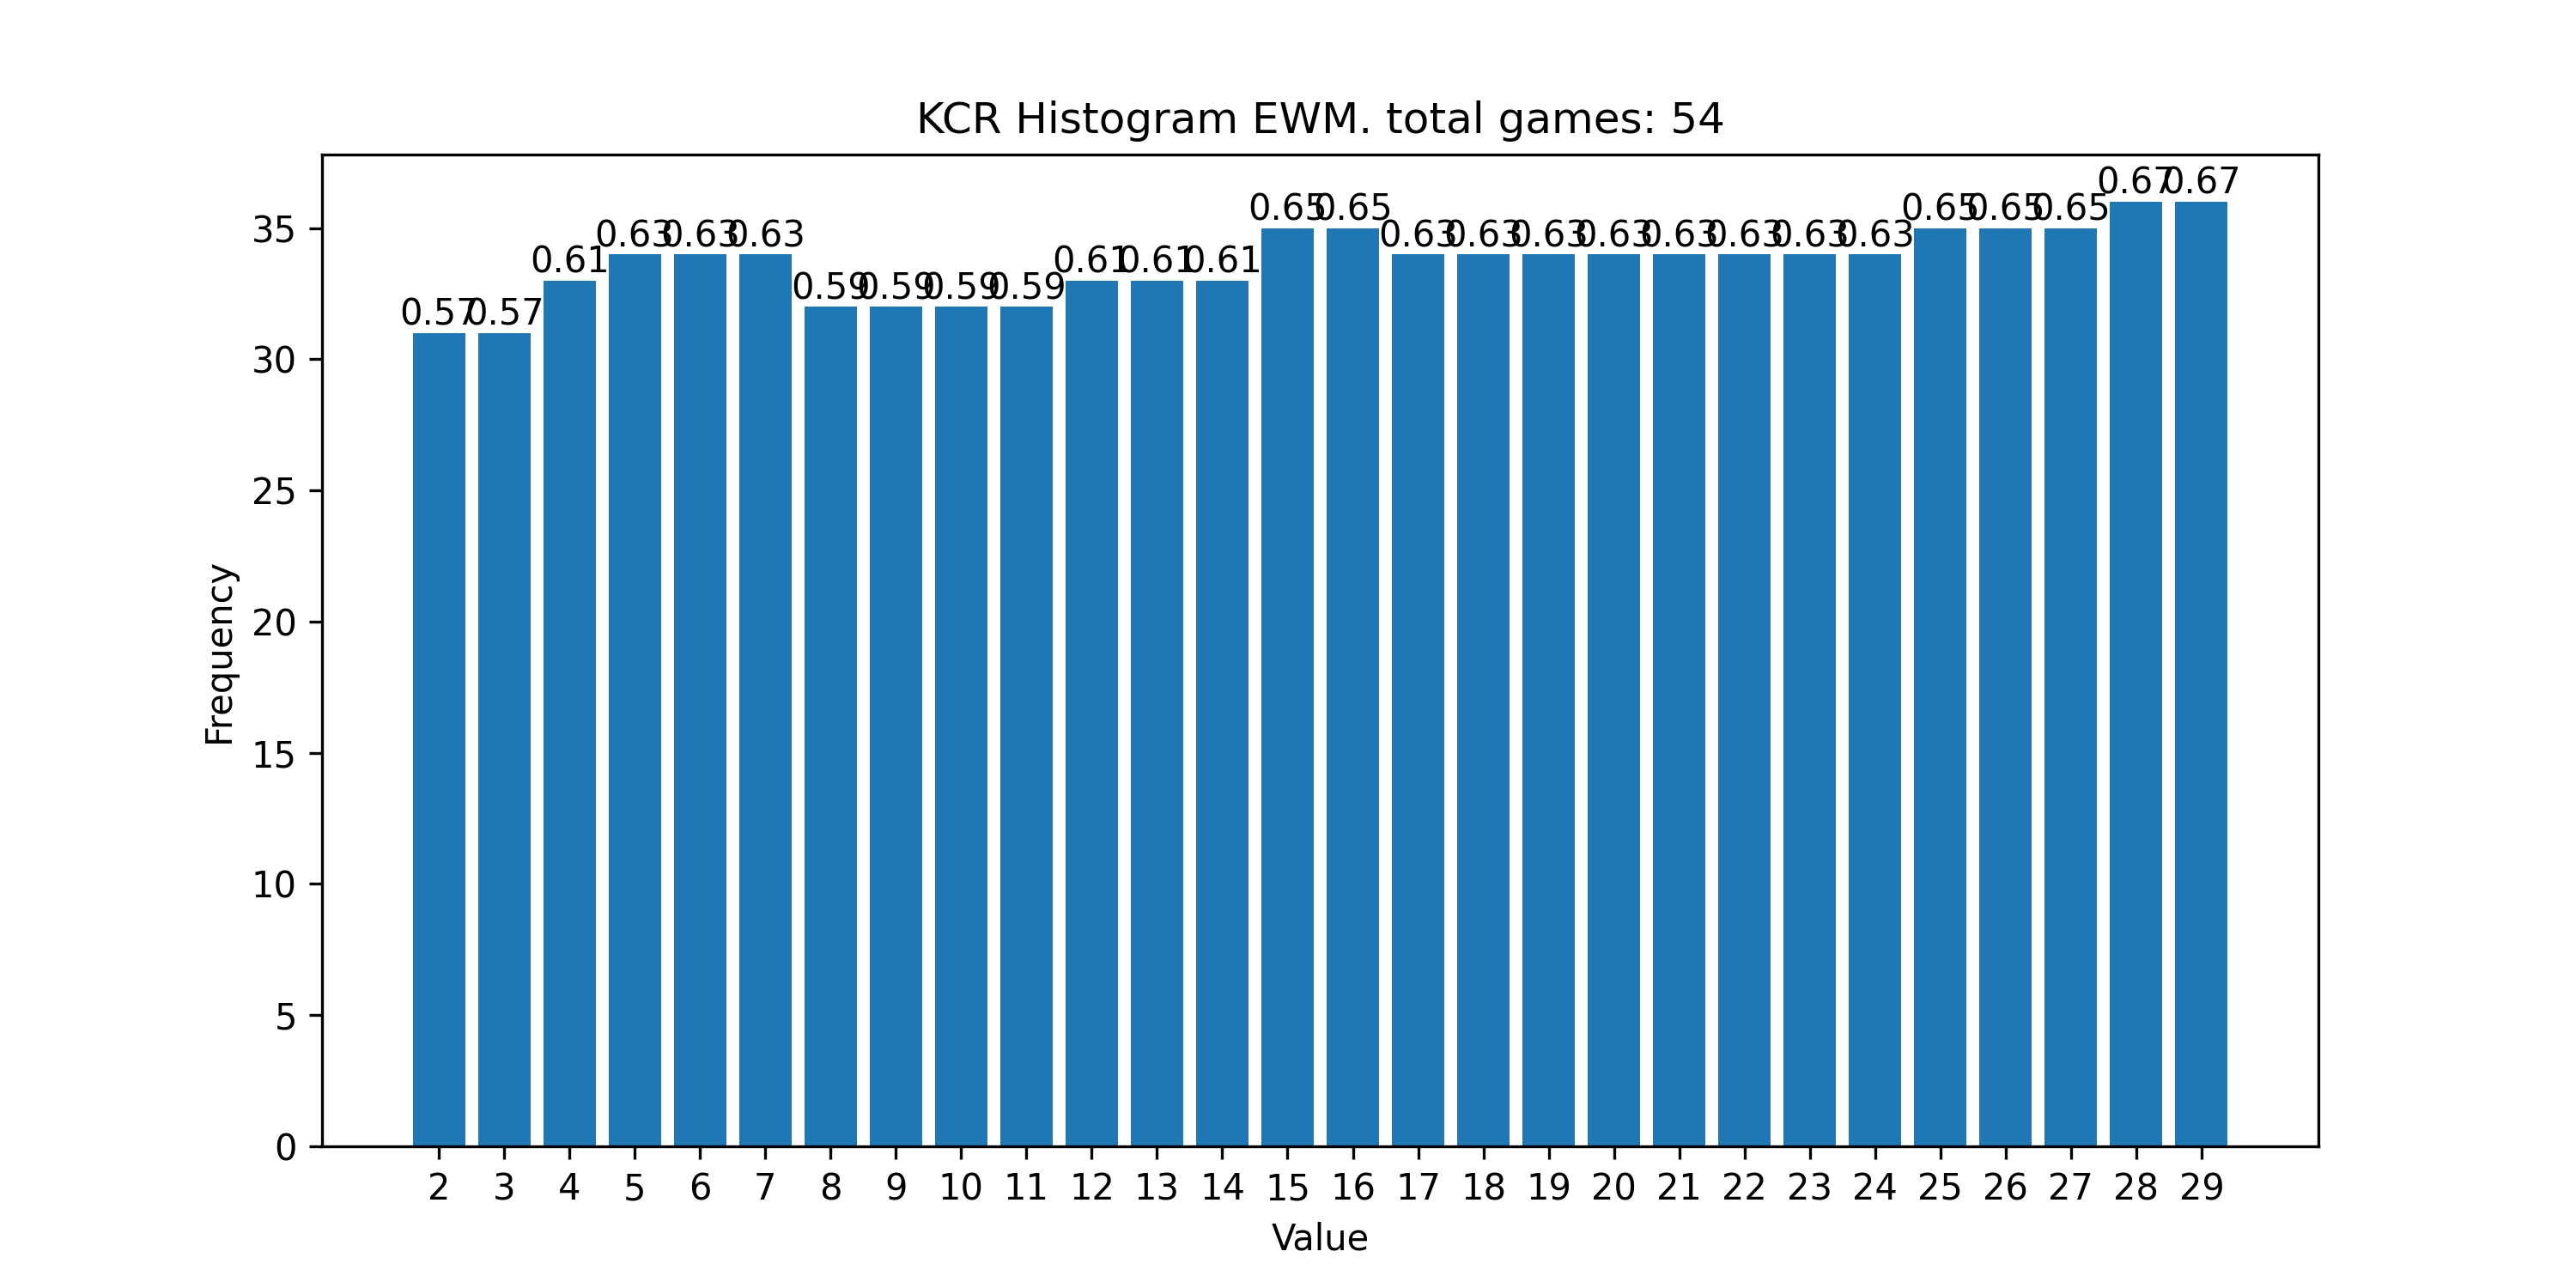 KCR Histogram EWM. total games: 54
0.67 0.67
0.65 0.65 0.65 0.65 0.65
0.63 0.63 0.63 0.63 0.63 0.63 0.63 0.63 0.63 0.63 0.63
0.61 0.61 0.61 0.61
0.59 0.59 0.59 0.59
0.57 0.57
35
30
25
20
15
10
5
0
Frequency
2 3 4 5 6 7 8 9 10 11 12 13 14 15 16 17 18 19 20 21 22 23 24 25 26 27 28 29
Value